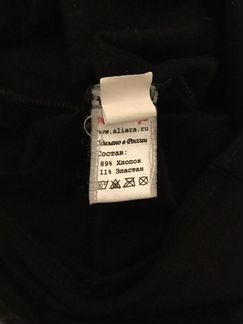 www.aliera.ru
Сделано в России
Состав:
89% Хлопок
11% Эластан